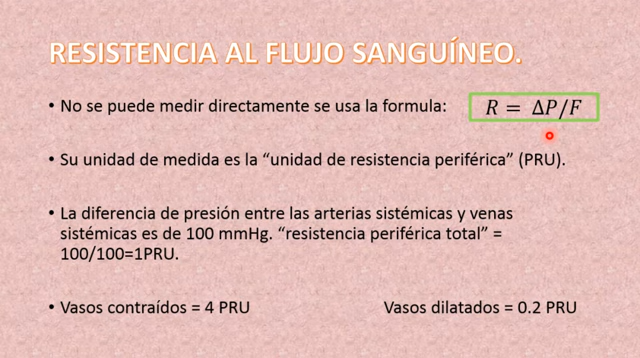 RESISTENCIA AL FLUJO SANGUÍNEO.
• No se puede medir directamente se usa la formula: R = ΔP/F
• Su unidad de medida es la “unidad de resistencia periférica” (PRU).
• La diferencia de presión entre las arterias sistémicas y venas
sistémicas es de 100 mmHg. “resistencia periférica total” =
100/100=1PRU.
• Vasos contraídos = 4 PRU Vasos dilatados = 0.2 PRU